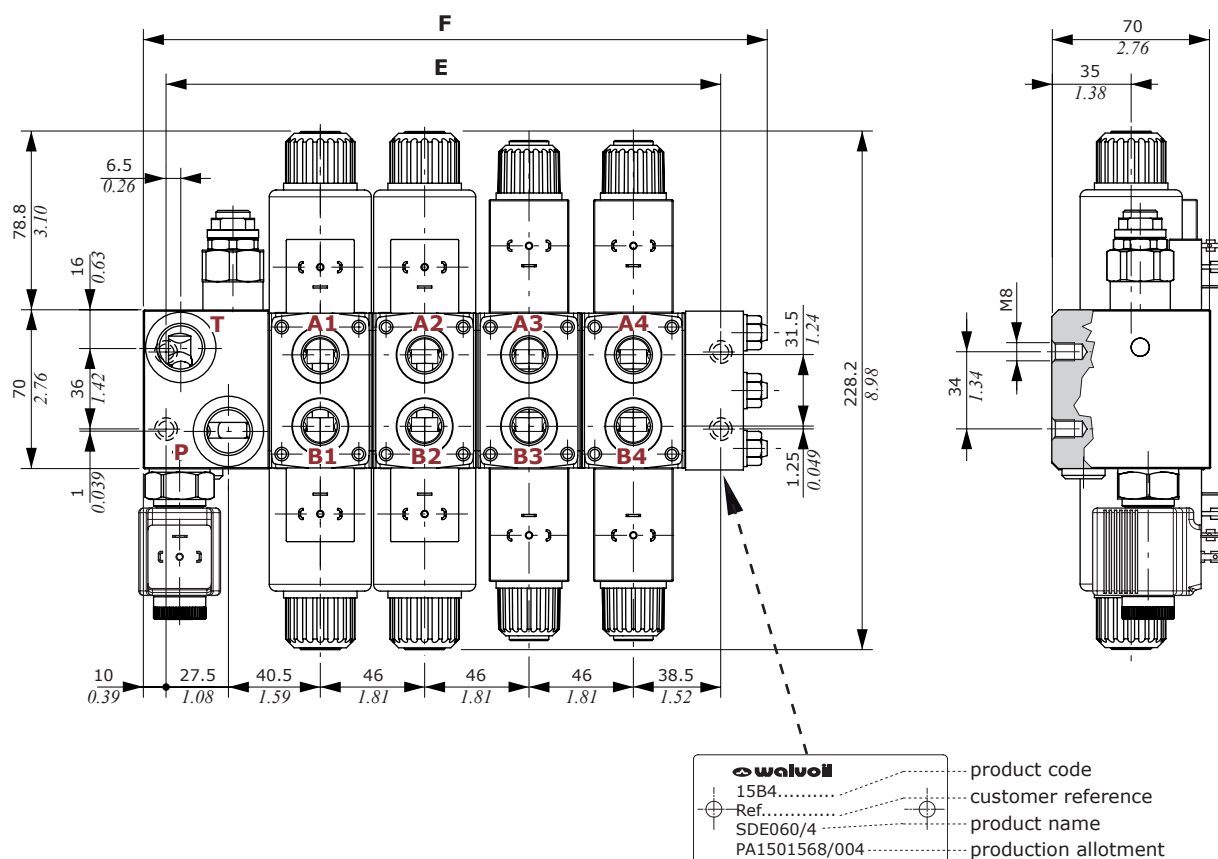 F
E
70
2.76
35
1.38
6.5
0.26
78.8
3.10
16
0.63
70
2.76
36
1.42
1
0.039
T
P
A1
A2
A3
A4
B1
B2
B3
B4
31.5
1.24
1.25
0.049
228.2
8.98
M8
34
1.34
10
0.39
27.5
1.08
40.5
1.59
46
1.81
46
1.81
46
1.81
38.5
1.52
walvoil
15B4.......... product code
Ref............. customer reference
SDE060/4 product name
PA1501568/004 production allotment